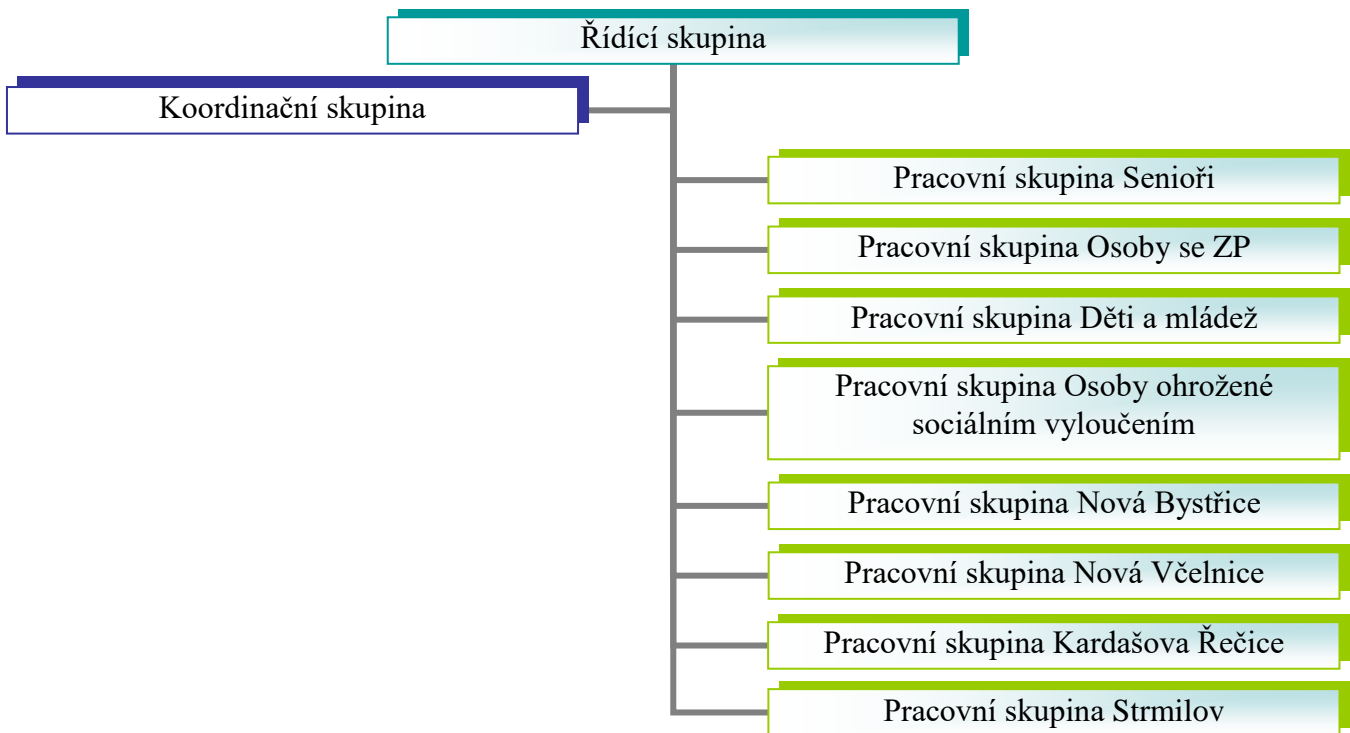 Řídící skupina
Koordinační skupina
Pracovní skupina Senioři
Pracovní skupina Osoby se ZP
Pracovní skupina Děti a mládež
Pracovní skupina Osoby ohrožené
sociálním vyloučením
Pracovní skupina Nová Bystřice
Pracovní skupina Nová Včelnice
Pracovní skupina Kardašova Řečice
Pracovní skupina Strmilov